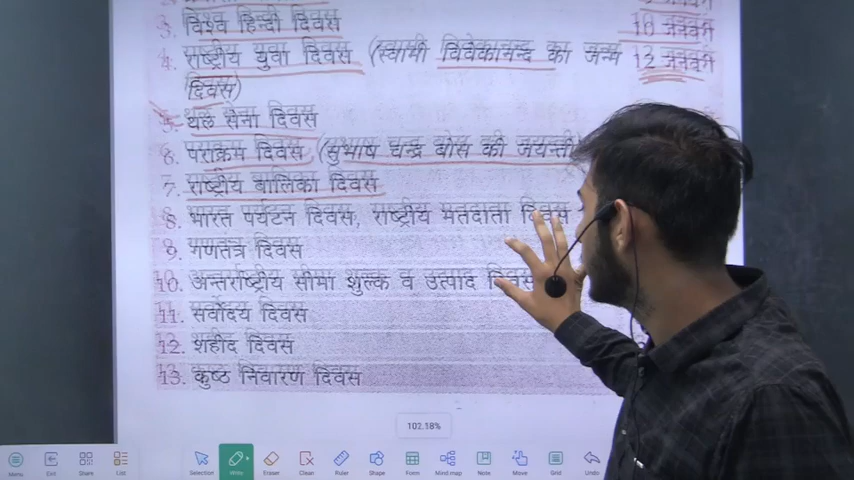 3. विश्व हिन्दी दिवस 10 जनवरी
4. राष्ट्रीय युवा दिवस (स्वामी विवेकानन्द का जन्म 12 जनवरी
दिवस)
5. थल सेना दिवस
6. पराक्रम दिवस (सुभाष चन्द्र बोस की जयन्ती)
7. राष्ट्रीय बालिका दिवस
8. भारत पर्यटन दिवस, राष्ट्रीय मतदाता दिवस
9. गणतंत्र दिवस
10. अन्तर्राष्ट्रीय सीमा शुल्क व उत्पाद दिवस
11. सर्वोदय दिवस
12. शहीद दिवस
13. कुष्ठ निवारण दिवस
102.18%
Menu Exit Share List Selection Write Eraser Clean Ruler Shape Form Mind map Note Move Grid Undo